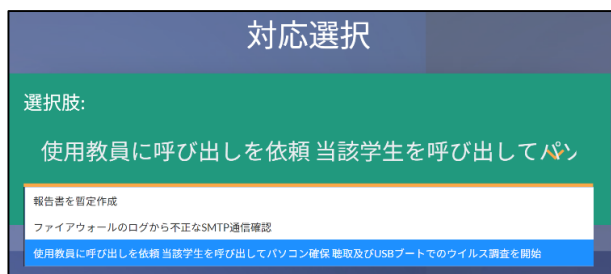 対応選択
選択肢:
使用教員に呼び出しを依頼 当該学生を呼び出してパソ
報告書を暫定作成
ファイアウォールのログから不正なSMTP通信確認
使用教員に呼び出しを依頼 当該学生を呼び出してパソコン確保 聴取及びUSBブートでのウイルス調査を開始